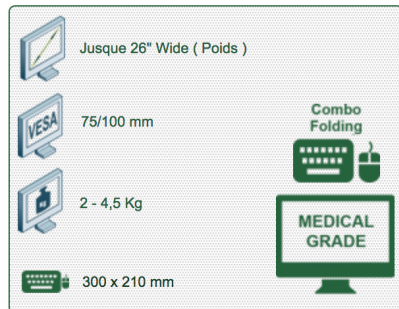 Jusque 26" Wide ( Poids )
VESA
75/100 mm
Combo
Folding
2 - 4,5 Kg
MEDICAL
GRADE
300 x 210 mm